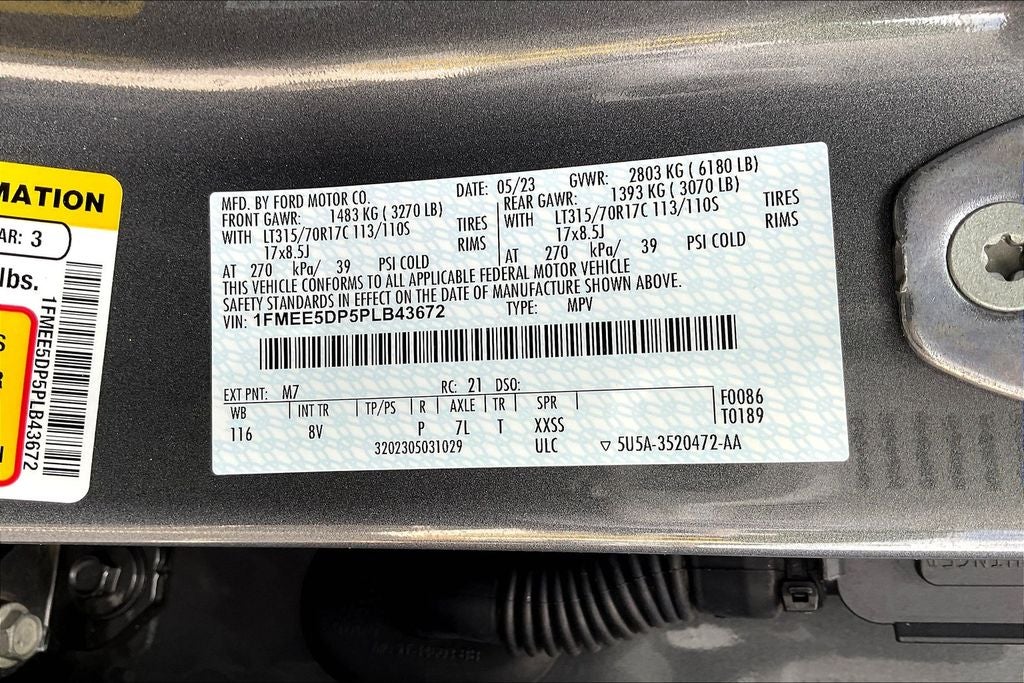 MATION
AR: 3
lbs.
1FMEE5DP5PLB43672
MFD. BY FORD MOTOR CO. DATE: 05/23 GVWR: 2803 KG ( 6180 LB)
FRONT GAWR: 1483 KG ( 3270 LB) REAR GAWR: 1393 KG ( 3070 LB)
WITH LT315/70R17C 113/110S TIRES WITH LT315/70R17C 113/110S TIRES
17x8.5J RIMS 17x8.5J RIMS
AT 270 kPa/ 39 PSI COLD AT 270 kPa/ 39 PSI COLD
THIS VEHICLE CONFORMS TO ALL APPLICABLE FEDERAL MOTOR VEHICLE
SAFETY STANDARDS IN EFFECT ON THE DATE OF MANUFACTURE SHOWN ABOVE.
VIN: 1FMEE5DP5PLB43672 TYPE: MPV
EXT PNT: M7 RC: 21 DSO:
WB INT TR TP/PS R AXLE TR SPR F0086
116 8V P 7L T XXSS T0189
3202305031029 ULC ▽ 5U5A-3520472-AA